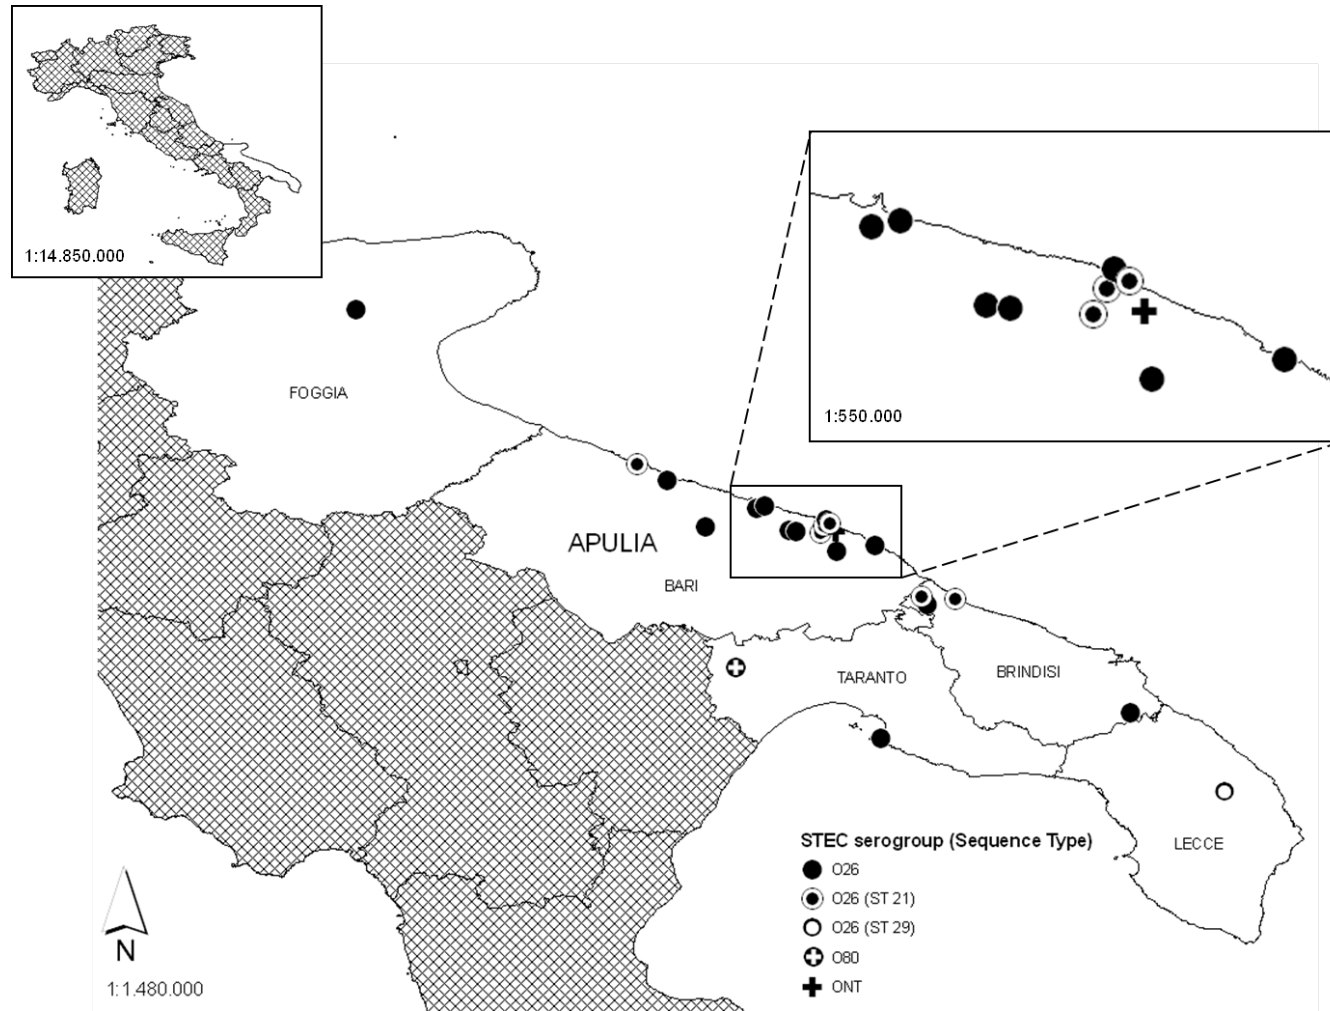 1:14.850.000
1:550.000
FOGGIA
APULIA
BARI
TARANTO
BRINDISI
LECCE
STEC serogroup (Sequence Type)
O26
O26 (ST 21)
O26 (ST 29)
O80
ONT
N
1:1.480.000